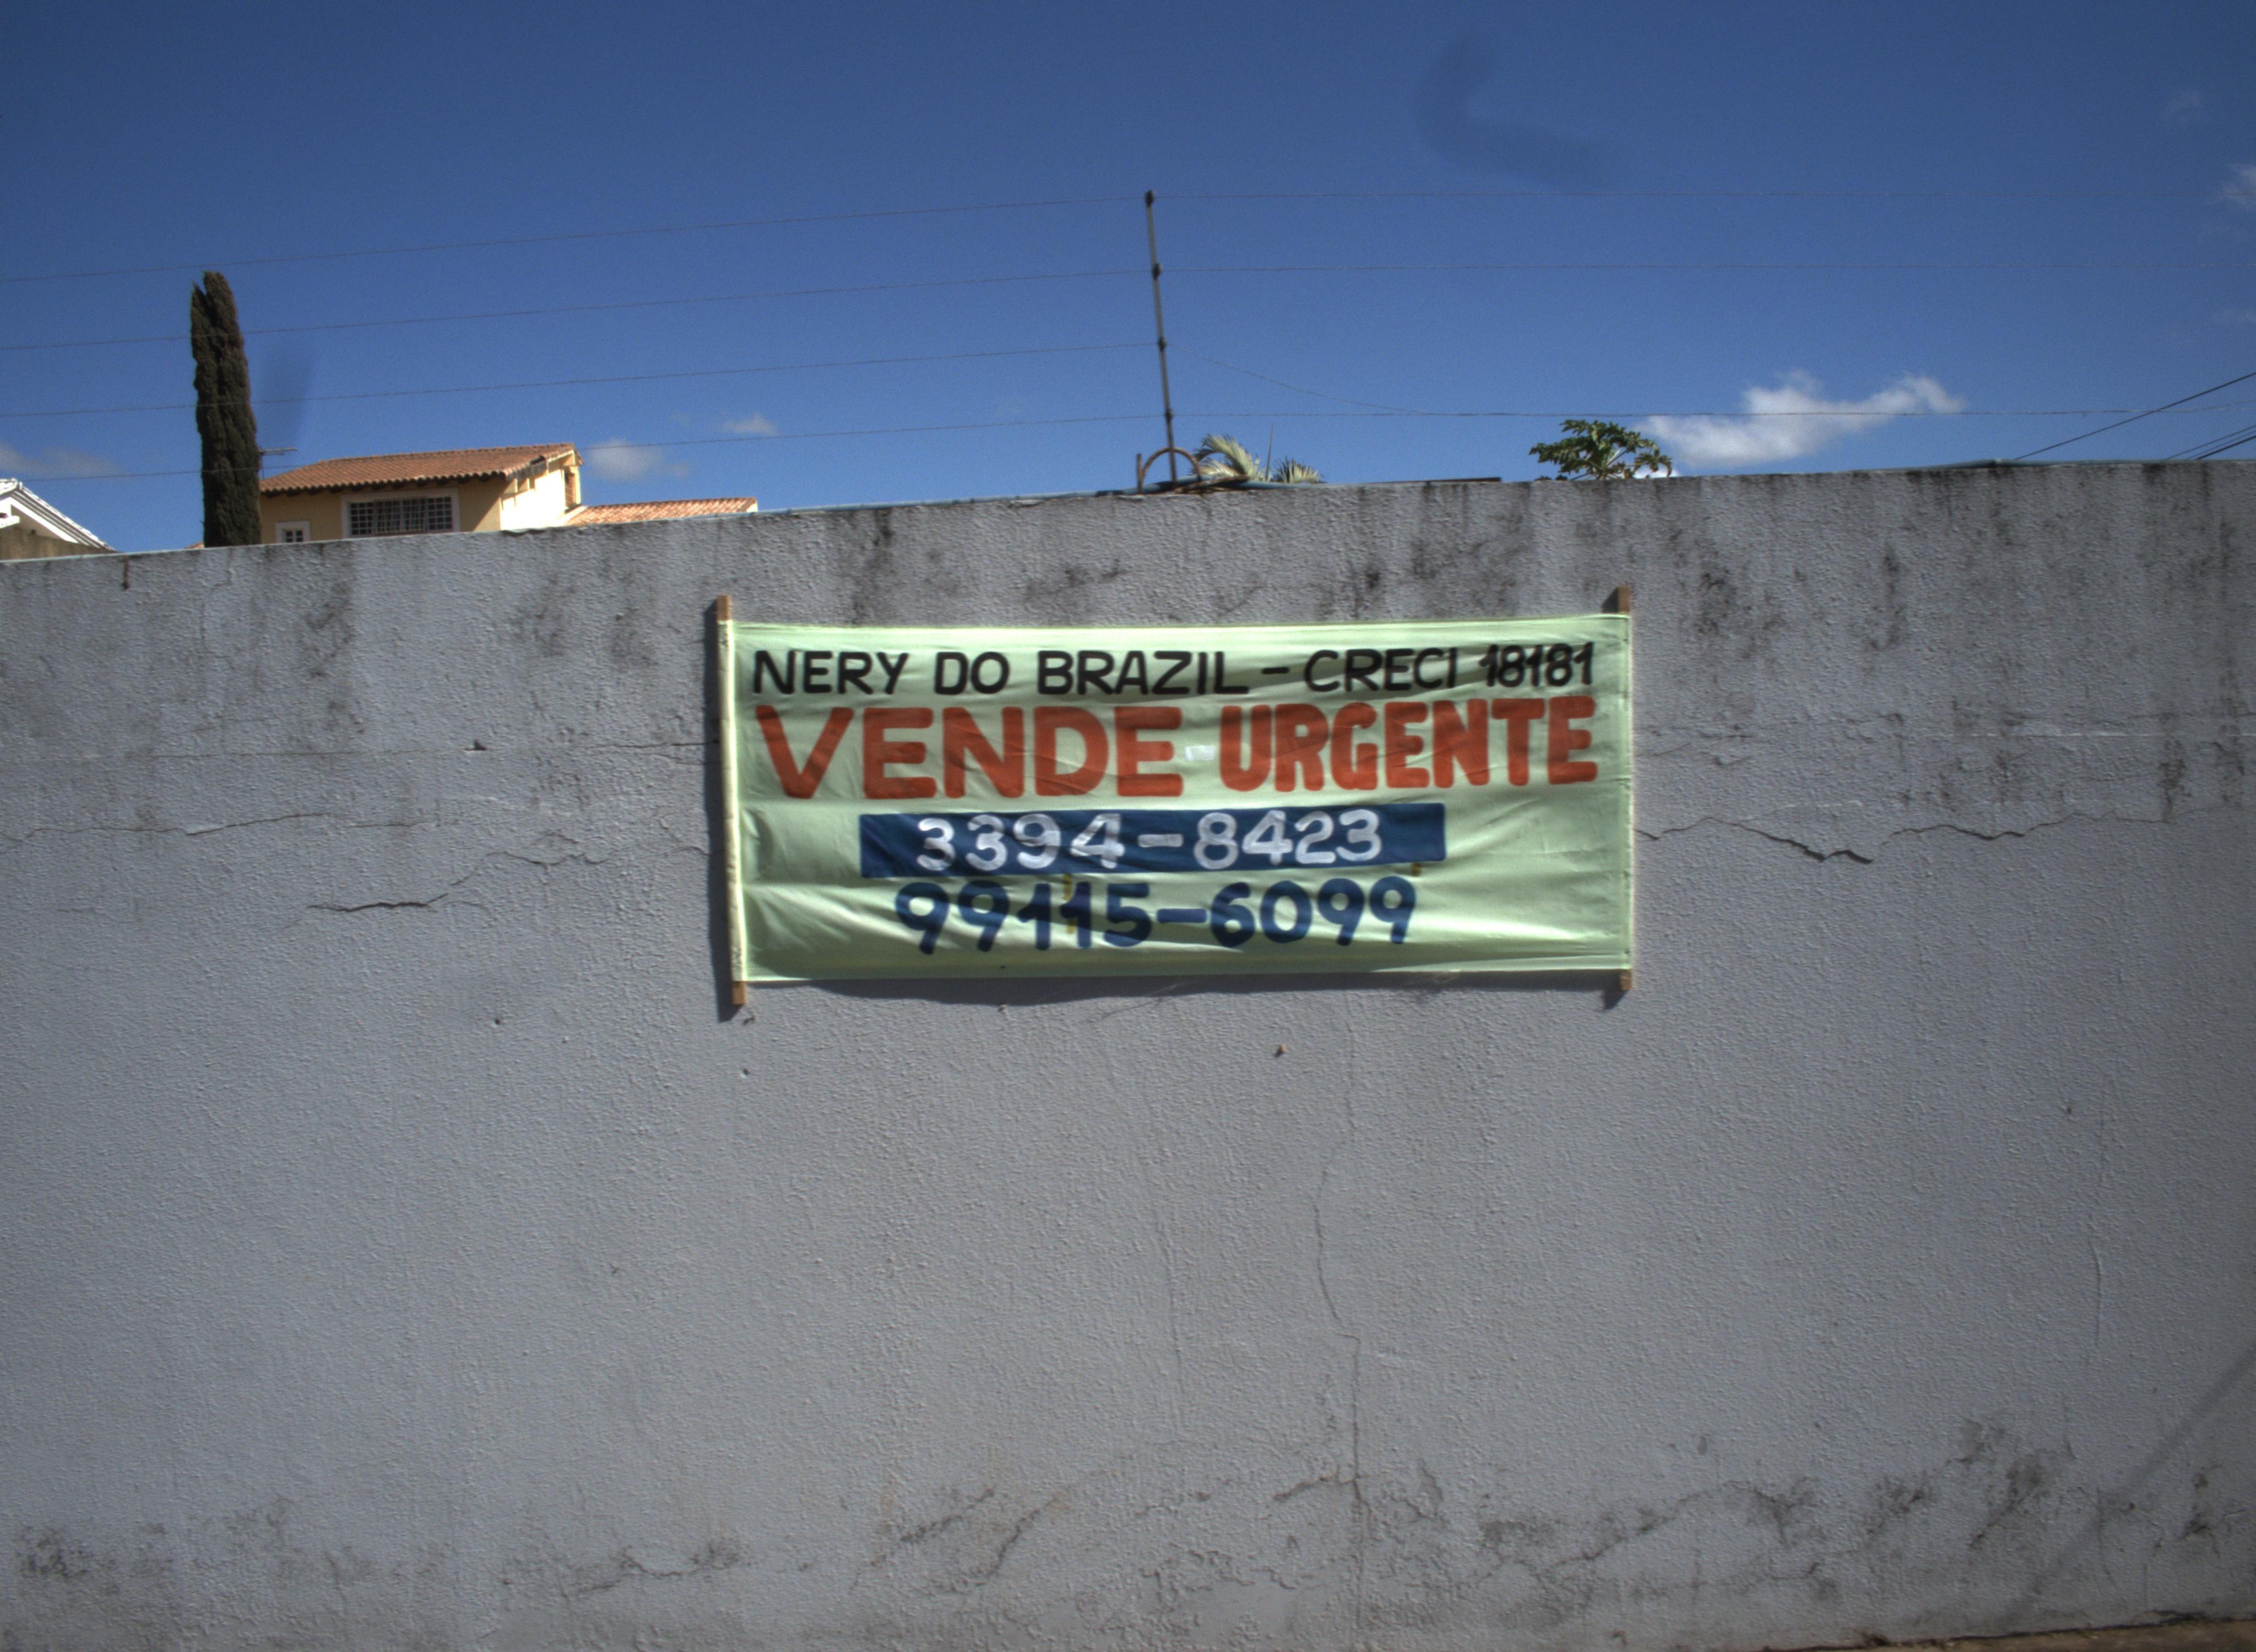 NERY DO BRAZIL - CRECI 18181
VENDE URGENTE
3394-8423
99115-6099